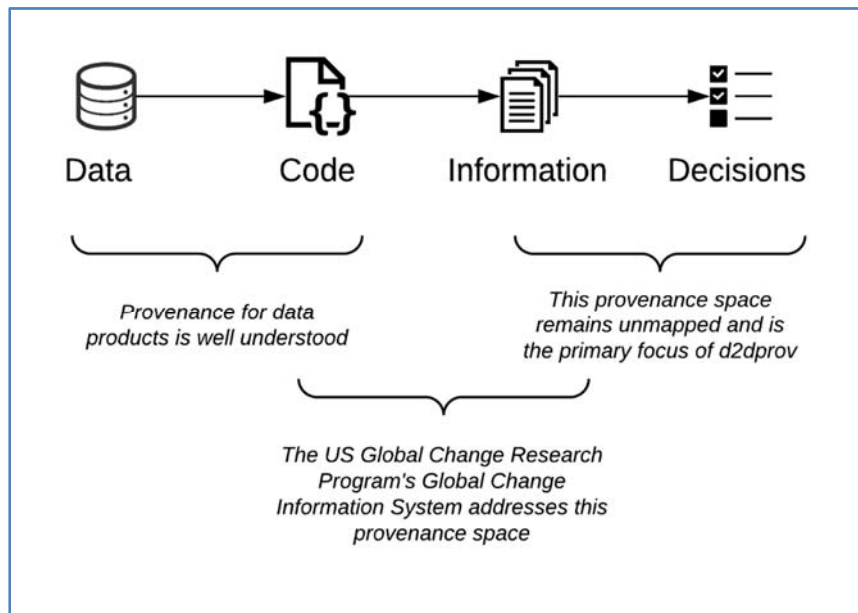 Data
Code
Information
Decisions
Provenance for data
products is well understood
This provenance space
remains unmapped and is
the primary focus of d2dprov
The US Global Change Research
Program's Global Change
Information System addresses this
provenance space